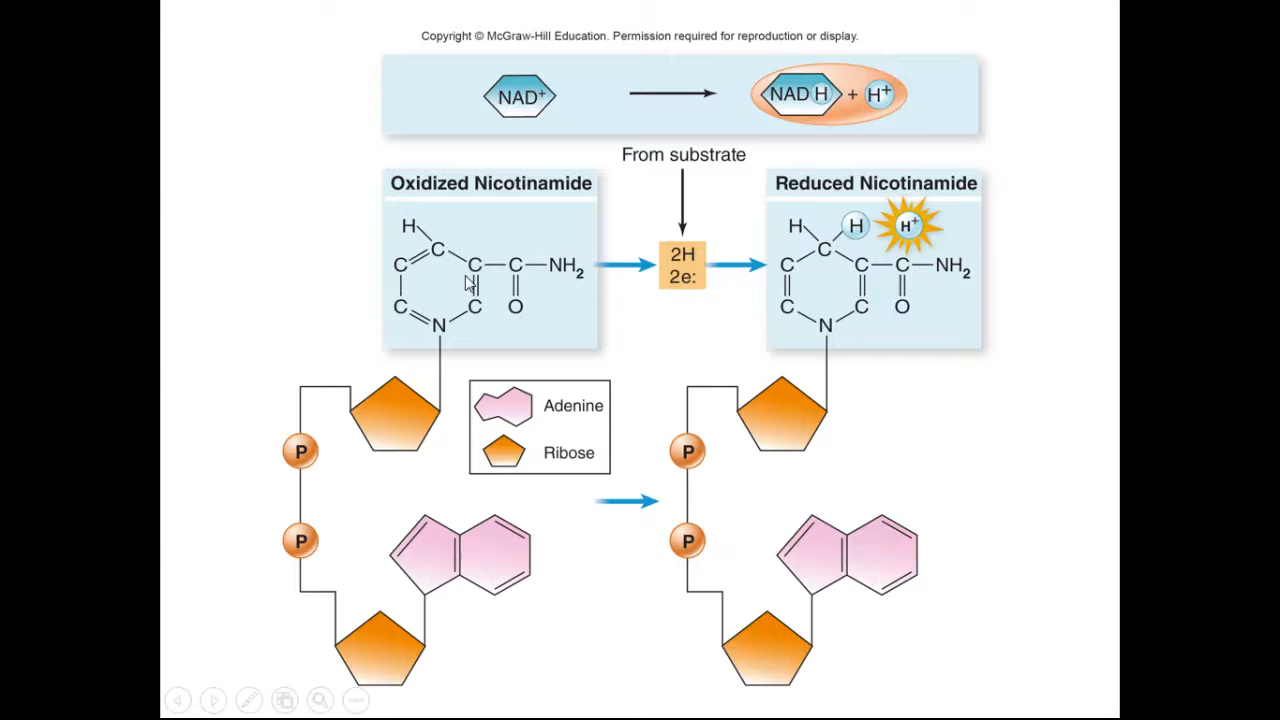 Copyright © McGraw-Hill Education. Permission required for reproduction or display.
NAD⁺
NAD H + H⁺
From substrate
Oxidized Nicotinamide
Reduced Nicotinamide
H
C
C
C
C
NH₂
C
C
N
O
2H
2e:
H
H
H⁺
C
C
C
C
NH₂
C
C
N
O
P
P
Adenine
Ribose
P
P